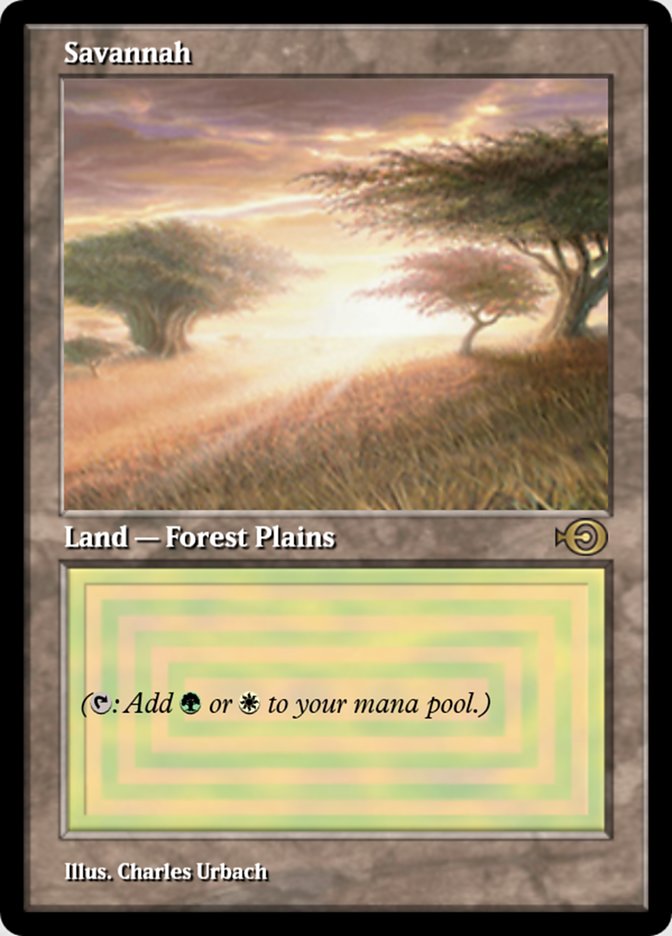 Savannah
Land — Forest Plains
(: Add or to your mana pool.)
Illus. Charles Urbach